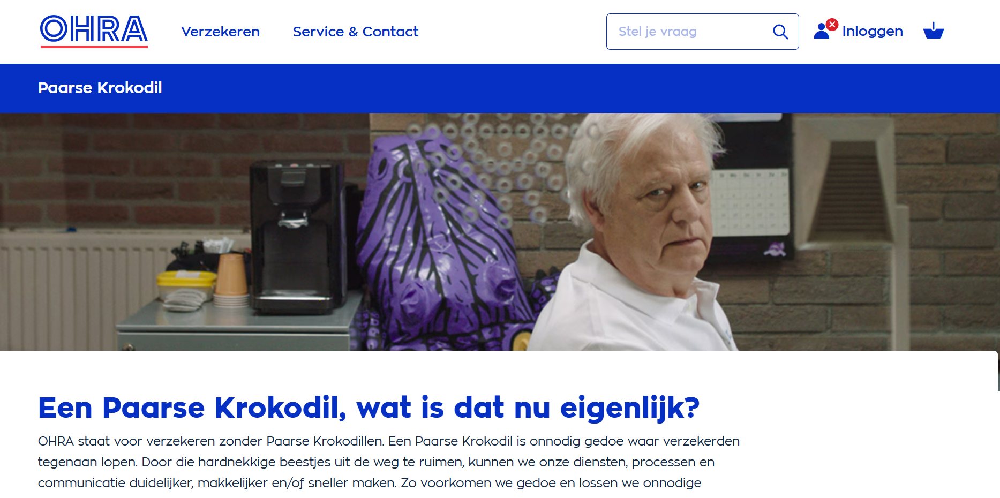 OHRA
Verzekeren
Service & Contact
Stel je vraag
Inloggen
Paarse Krokodil
Een Paarse Krokodil, wat is dat nu eigenlijk?
OHRA staat voor verzekeren zonder Paarse Krokodillen. Een Paarse Krokodil is onnodig gedoe waar verzekerden
tegenaan lopen. Door die hardnekkige beestjes uit de weg te ruimen, kunnen we onze diensten, processen en
communicatie duidelijker, makkelijker en/of sneller maken. Zo voorkomen we gedoe en lossen we onnodige